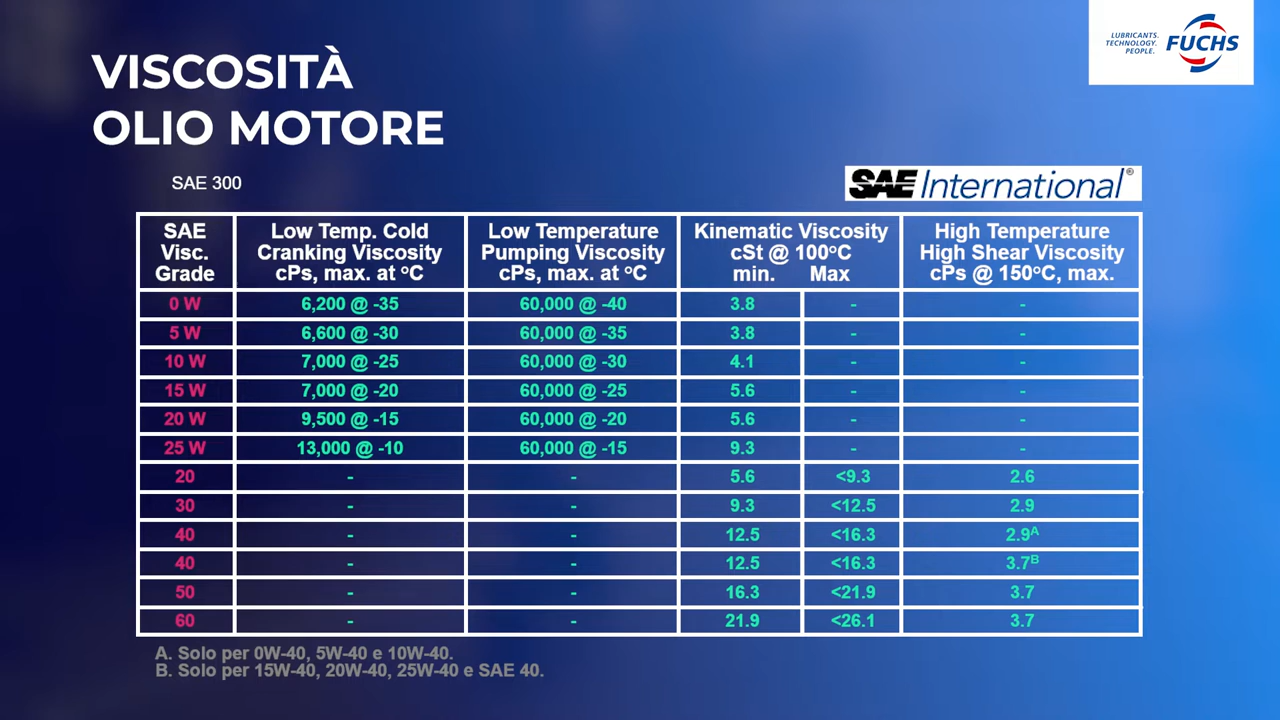 LUBRICANTS.
TECHNOLOGY.
PEOPLE.
FUCHS
VISCOSITÀ
OLIO MOTORE
SAE 300
SAE International®
SAE Visc. Grade | Low Temp. Cold Cranking Viscosity cPs, max. at °C | Low Temperature Pumping Viscosity cPs, max. at °C | Kinematic Viscosity cSt @ 100°C min. Max | High Temperature High Shear Viscosity cPs @ 150°C, max.
0 W | 6,200 @ -35 | 60,000 @ -40 | 3.8 | - | -
5 W | 6,600 @ -30 | 60,000 @ -35 | 3.8 | - | -
10 W | 7,000 @ -25 | 60,000 @ -30 | 4.1 | - | -
15 W | 7,000 @ -20 | 60,000 @ -25 | 5.6 | - | -
20 W | 9,500 @ -15 | 60,000 @ -20 | 5.6 | - | -
25 W | 13,000 @ -10 | 60,000 @ -15 | 9.3 | - | -
20 | - | - | 5.6 | <9.3 | 2.6
30 | - | - | 9.3 | <12.5 | 2.9
40 | - | - | 12.5 | <16.3 | 2.9A
40 | - | - | 12.5 | <16.3 | 3.7B
50 | - | - | 16.3 | <21.9 | 3.7
60 | - | - | 21.9 | <26.1 | 3.7
A. Solo per 0W-40, 5W-40 e 10W-40.
B. Solo per 15W-40, 20W-40, 25W-40 e SAE 40.